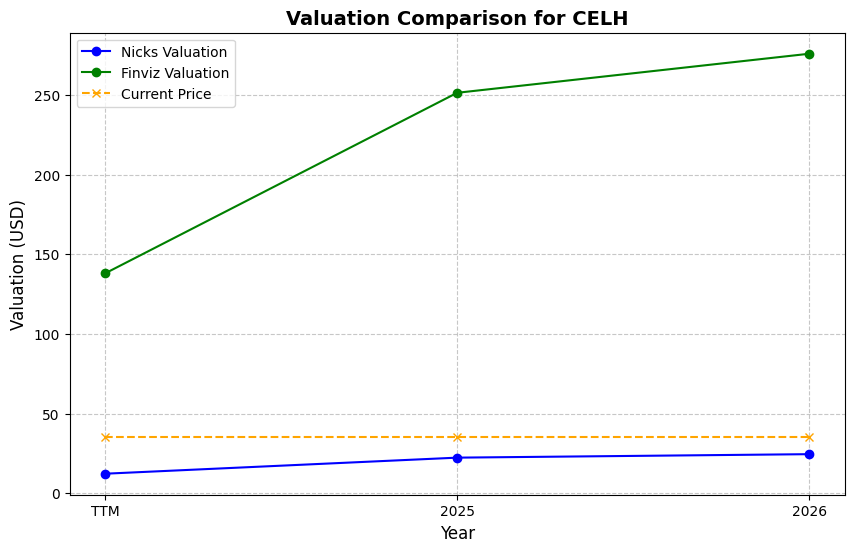 Valuation Comparison for CELH
Nicks Valuation
Finviz Valuation
Current Price
Valuation (USD)
250
200
150
100
50
0
TTM
2025
2026
Year